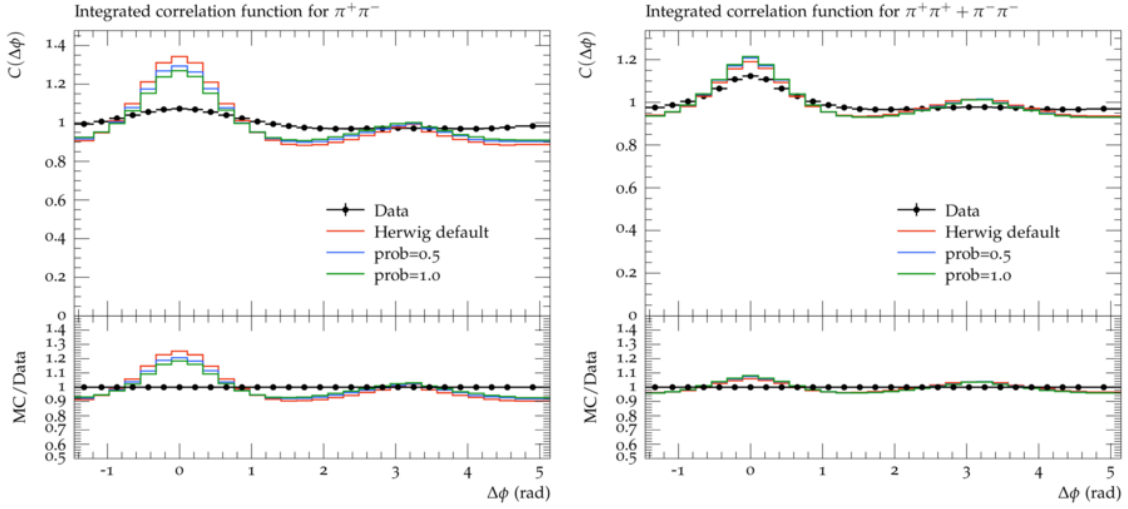 Integrated correlation function for π⁺π⁻
C(Δϕ)
1.4
1.2
1
0.8
0.6
0.4
0.2
0
Data
Herwig default
prob=0.5
prob=1.0
MC/Data
1.4
1.3
1.2
1.1
1
0.9
0.8
0.7
0.6
0.5
-1 0 1 2 3 4 5
Δϕ (rad)
Integrated correlation function for π⁺π⁺ + π⁻π⁻
C(Δϕ)
1.2
1
0.8
0.6
0.4
0.2
0
Data
Herwig default
prob=0.5
prob=1.0
MC/Data
1.4
1.3
1.2
1.1
1
0.9
0.8
0.7
0.6
0.5
-1 0 1 2 3 4 5
Δϕ (rad)